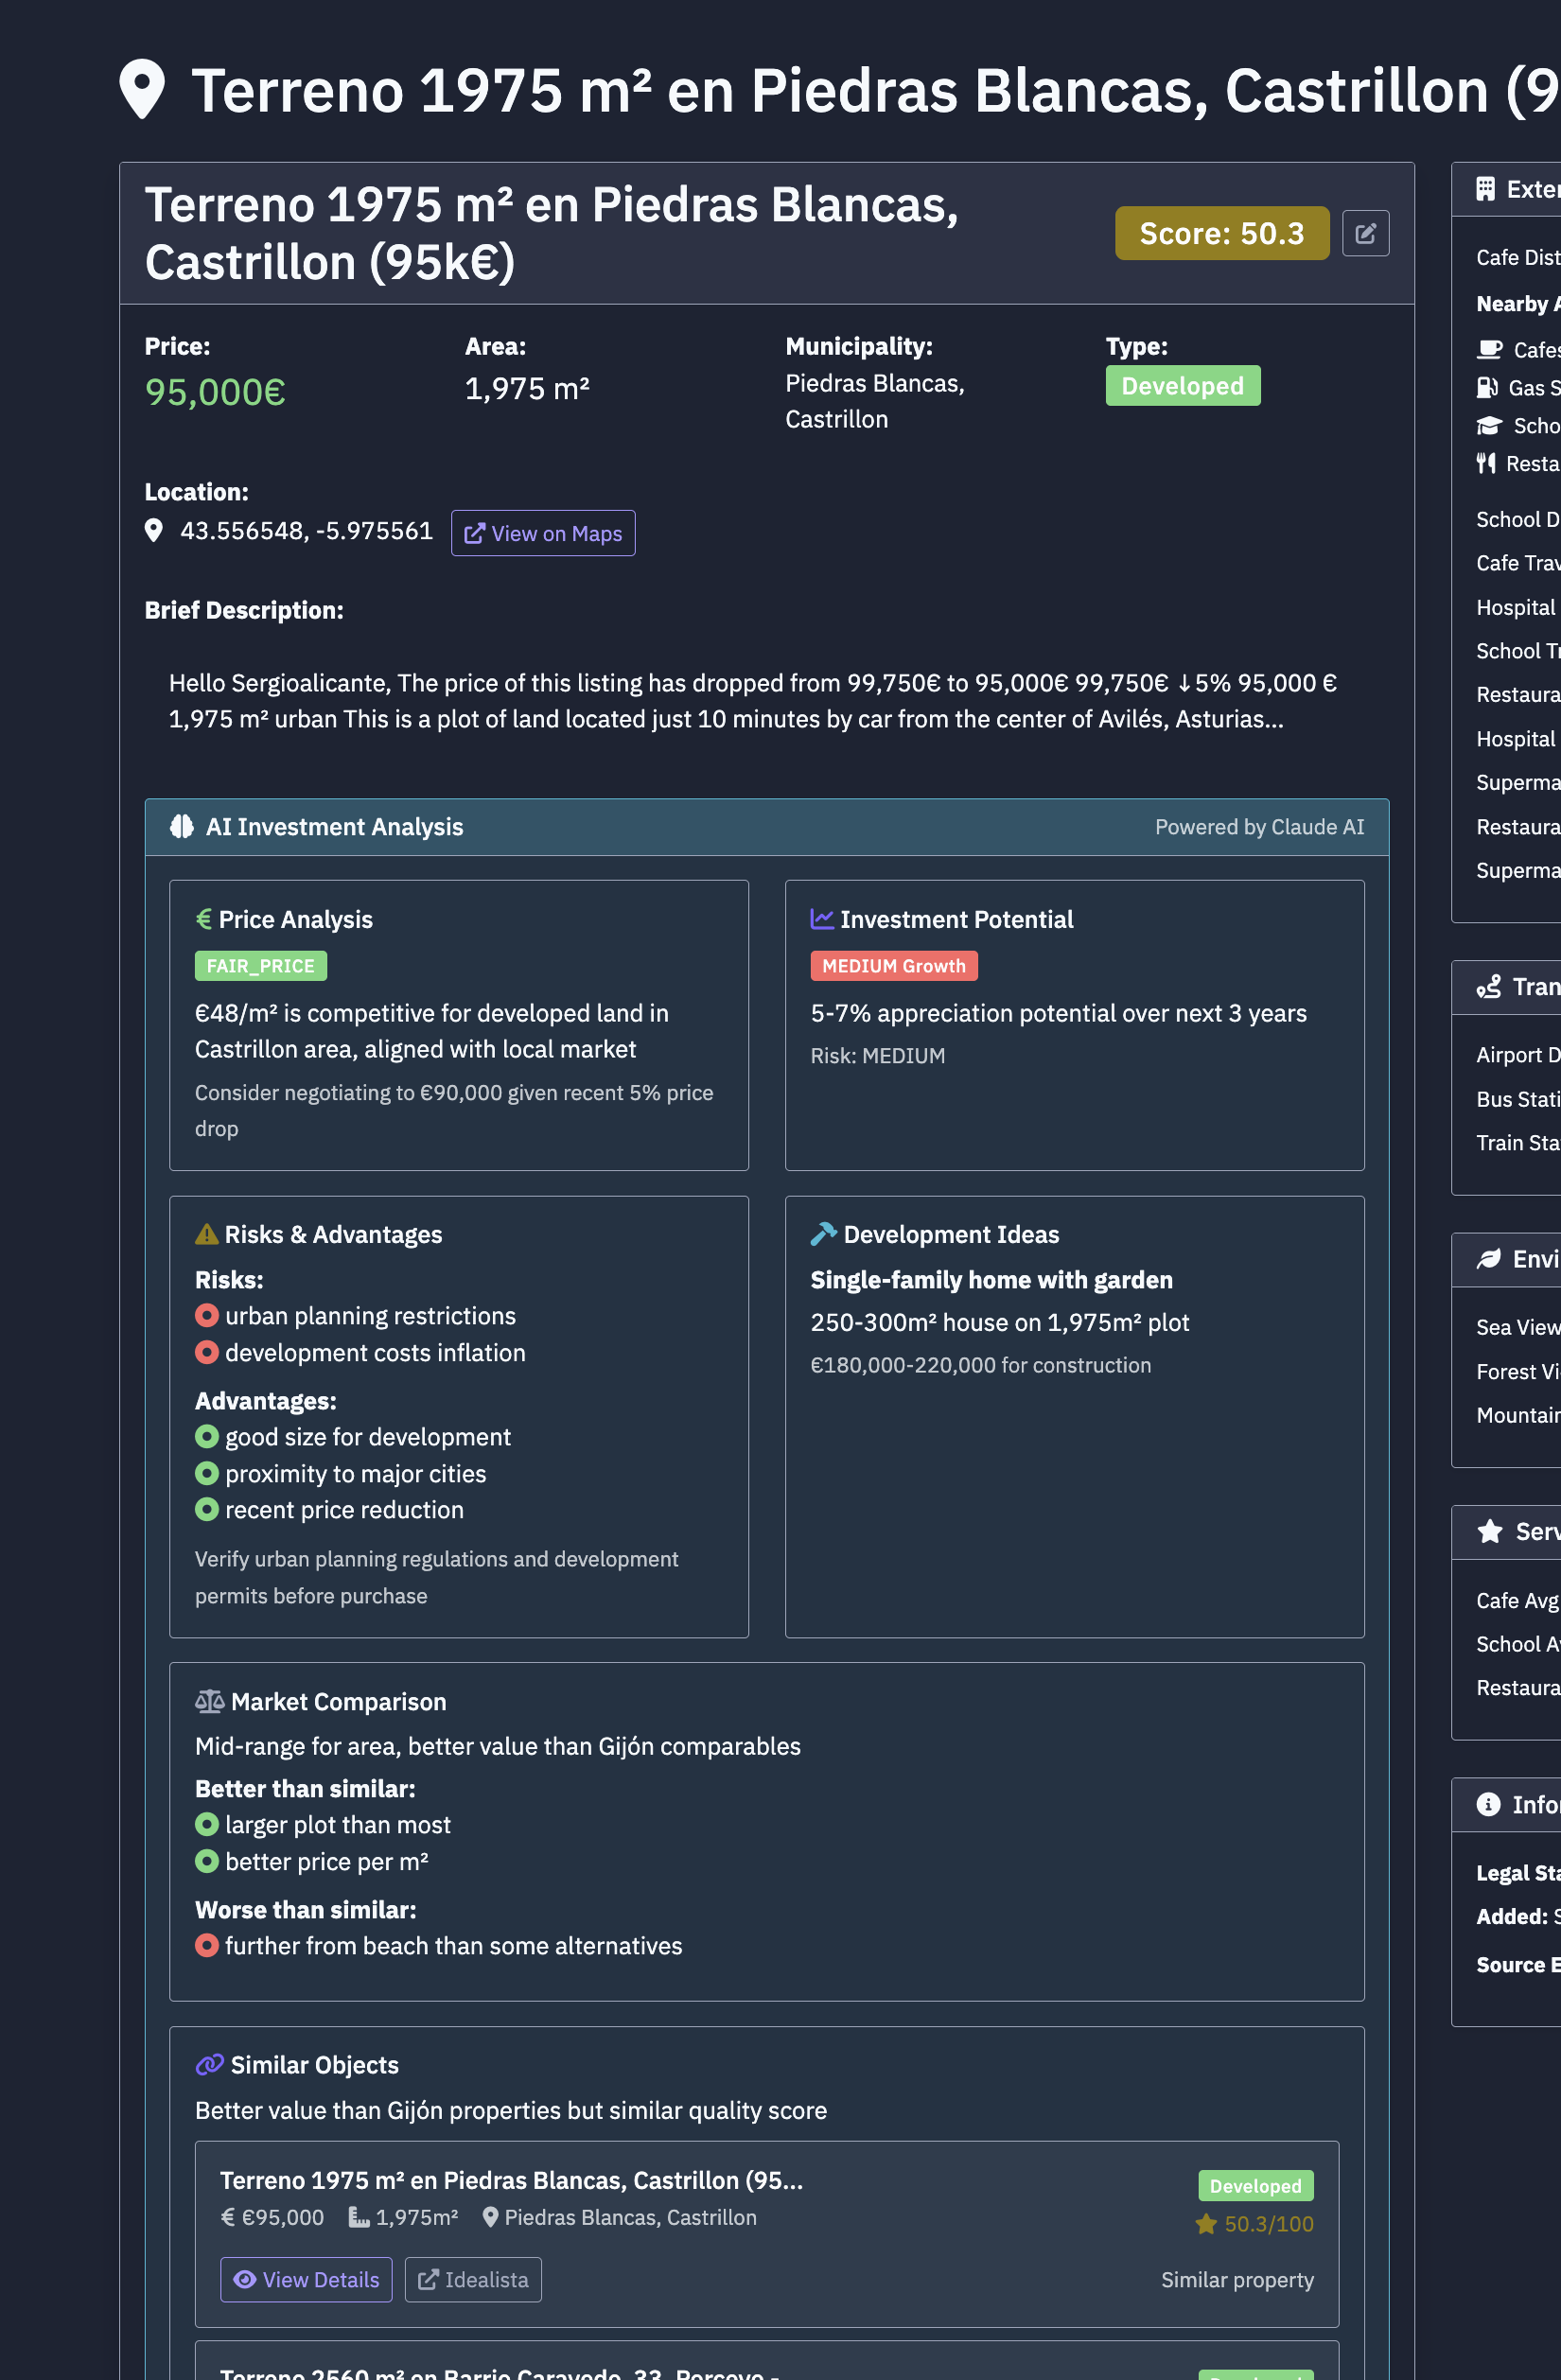 Terreno 1975 m² en Piedras Blancas, Castrillon (9
Terreno 1975 m² en Piedras Blancas,
Castrillon (95k€)
Score: 50.3
Price:
95,000€
Area:
1,975 m²
Municipality:
Piedras Blancas,
Castrillon
Type:
Developed
Location:
43.556548, -5.975561
View on Maps
Brief Description:
Hello Sergioalicante, The price of this listing has dropped from 99,750€ to 95,000€ 99,750€ ↓5% 95,000 €
1,975 m² urban This is a plot of land located just 10 minutes by car from the center of Avilés, Asturias...
AI Investment Analysis
Powered by Claude AI
Price Analysis
FAIR_PRICE
€48/m² is competitive for developed land in
Castrillon area, aligned with local market
Consider negotiating to €90,000 given recent 5% price
drop
Investment Potential
MEDIUM Growth
5-7% appreciation potential over next 3 years
Risk: MEDIUM
Risks & Advantages
Risks:
urban planning restrictions
development costs inflation
Advantages:
good size for development
proximity to major cities
recent price reduction
Verify urban planning regulations and development
permits before purchase
Development Ideas
Single-family home with garden
250-300m² house on 1,975m² plot
€180,000-220,000 for construction
Market Comparison
Mid-range for area, better value than Gijón comparables
Better than similar:
larger plot than most
better price per m²
Worse than similar:
further from beach than some alternatives
Similar Objects
Better value than Gijón properties but similar quality score
Terreno 1975 m² en Piedras Blancas, Castrillon (95...
€95,000
1,975m²
Piedras Blancas, Castrillon
Developed
50.3/100
View Details
Idealista
Similar property
Terreno 2560 m² en Barrio Caravedo, 33, Perceyo -
Developed
Exter
Cafe Dist
Nearby A
Cafes
Gas S
Scho
Resta
School D
Cafe Trav
Hospital
School Tr
Restaura
Hospital
Superma
Restaura
Superma
Tran
Airport D
Bus Stati
Train Sta
Envi
Sea View
Forest Vi
Mountain
Serv
Cafe Avg
School Av
Restaura
Infor
Legal Sta
Added: S
Source E